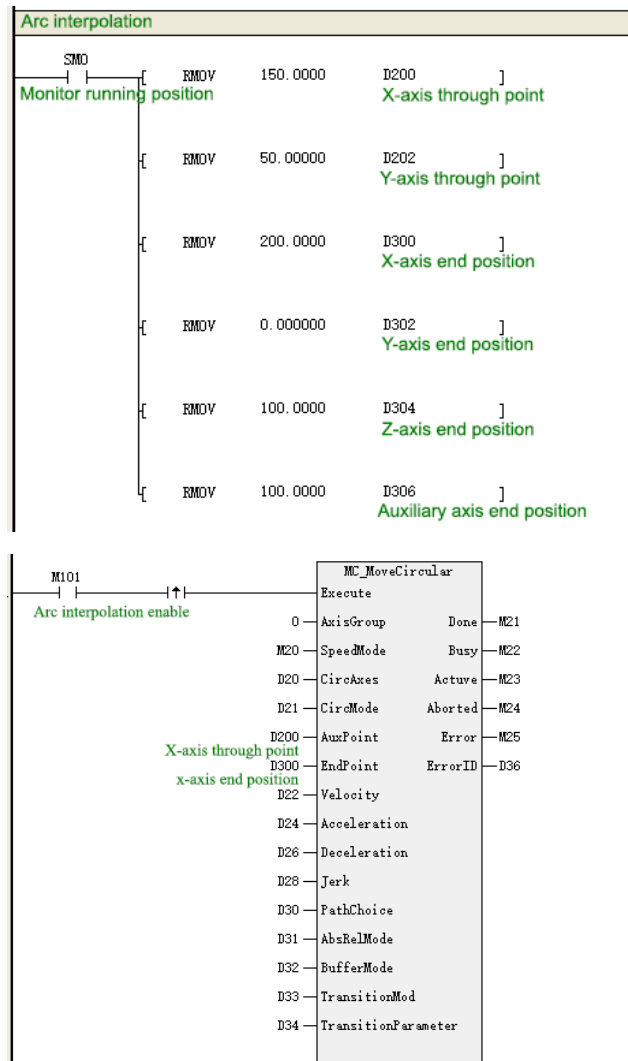 Arc interpolation
SM0
RMOV 150.0000 D200
Monitor running position X-axis through point
RMOV 50.00000 D202
Y-axis through point
RMOV 200.0000 D300
X-axis end position
RMOV 0.000000 D302
Y-axis end position
RMOV 100.0000 D304
Z-axis end position
RMOV 100.0000 D306
Auxiliary axis end position
MC_MoveCircular
M101
Execute
Arc interpolation enable
0 AxisGroup Done M21
M20 SpeedMode Busy M22
D20 CircAxes Actuve M23
D21 CircMode Aborted M24
D200 AuxPoint Error M25
X-axis through point
D300 EndPoint ErrorID D36
x-axis end position
D22 Velocity
D24 Acceleration
D26 Deceleration
D28 Jerk
D30 PathChoice
D31 AbsRelMode
D32 BufferMode
D33 TransitionMod
D34 TransitionParameter